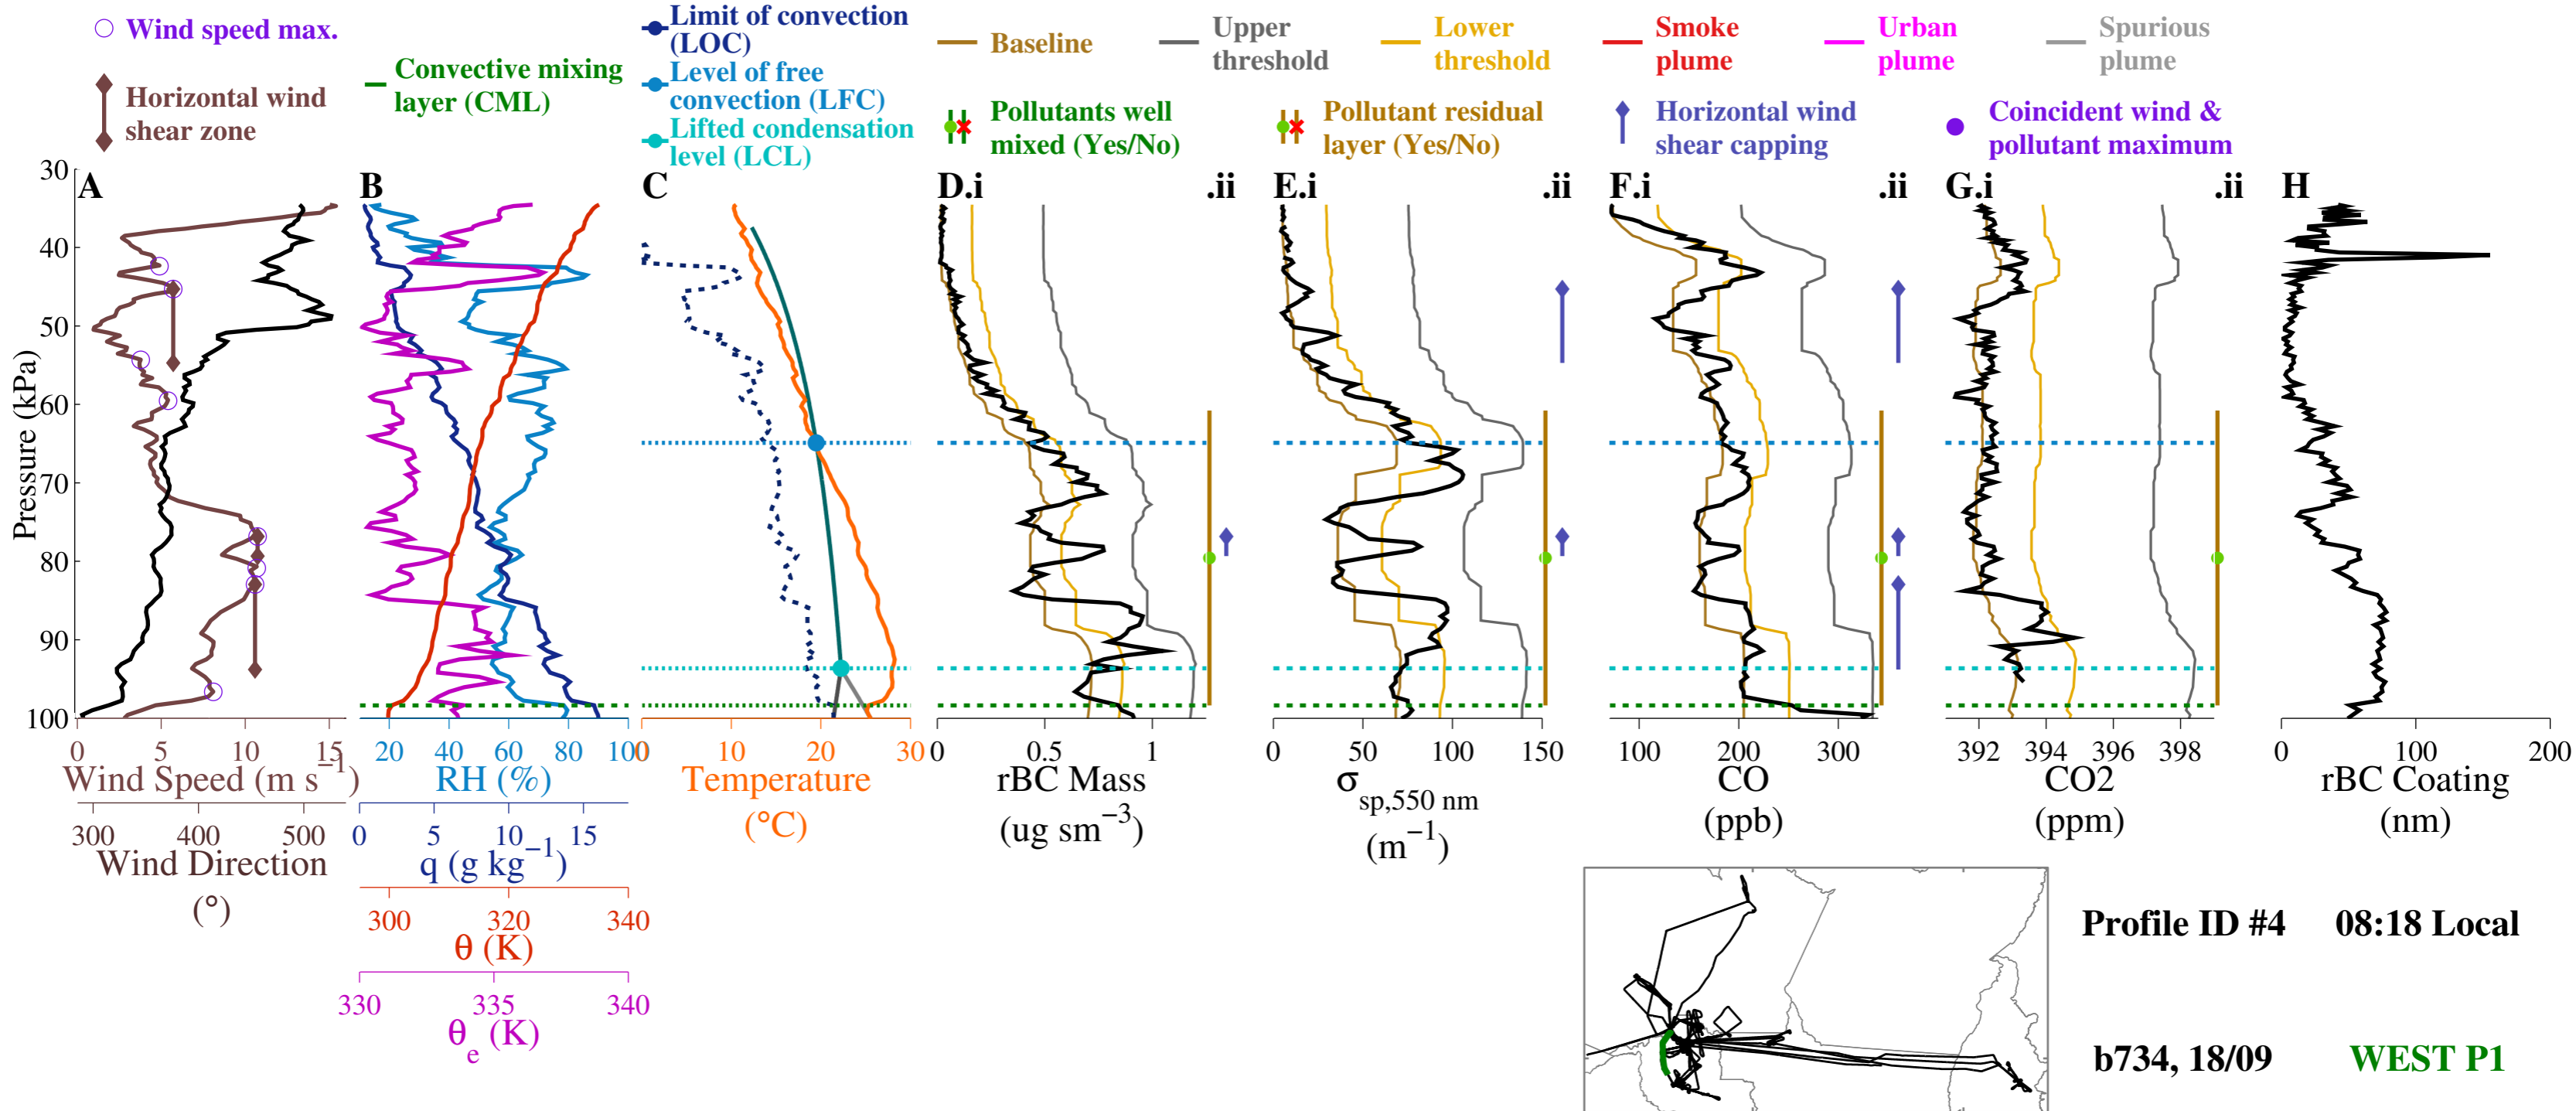 Wind speed max.
Horizontal wind
shear zone
Convective mixing
layer (CML)
Limit of convection
(LOC)
Level of free
convection (LFC)
Lifted condensation
level (LCL)
Baseline
Upper
threshold
Lower
threshold
Smoke
plume
Urban
plume
Spurious
plume
Pollutants well
mixed (Yes/No)
Pollutant residual
layer (Yes/No)
Horizontal wind
shear capping
Coincident wind &
pollutant maximum
A B C D.i .ii E.i .ii F.i .ii G.i .ii H
Pressure (kPa)
30
40
50
60
70
80
90
100
0 5 10 15
Wind Speed (m s−1)
300 400 500
Wind Direction
(°)
20 40 60 80 100
RH (%)
0 5 10 15
q (g kg−1)
300 320 340
θ (K)
330 335 340
θe (K)
0 10 20 30
Temperature
(°C)
0 0.5 1
rBC Mass
(ug sm−3)
0 50 100 150
σsp,550 nm
(m−1)
100 200 300
CO
(ppb)
392 394 396 398
CO2
(ppm)
0 100 200
rBC Coating
(nm)
Profile ID #4 08:18 Local
b734, 18/09 WEST P1